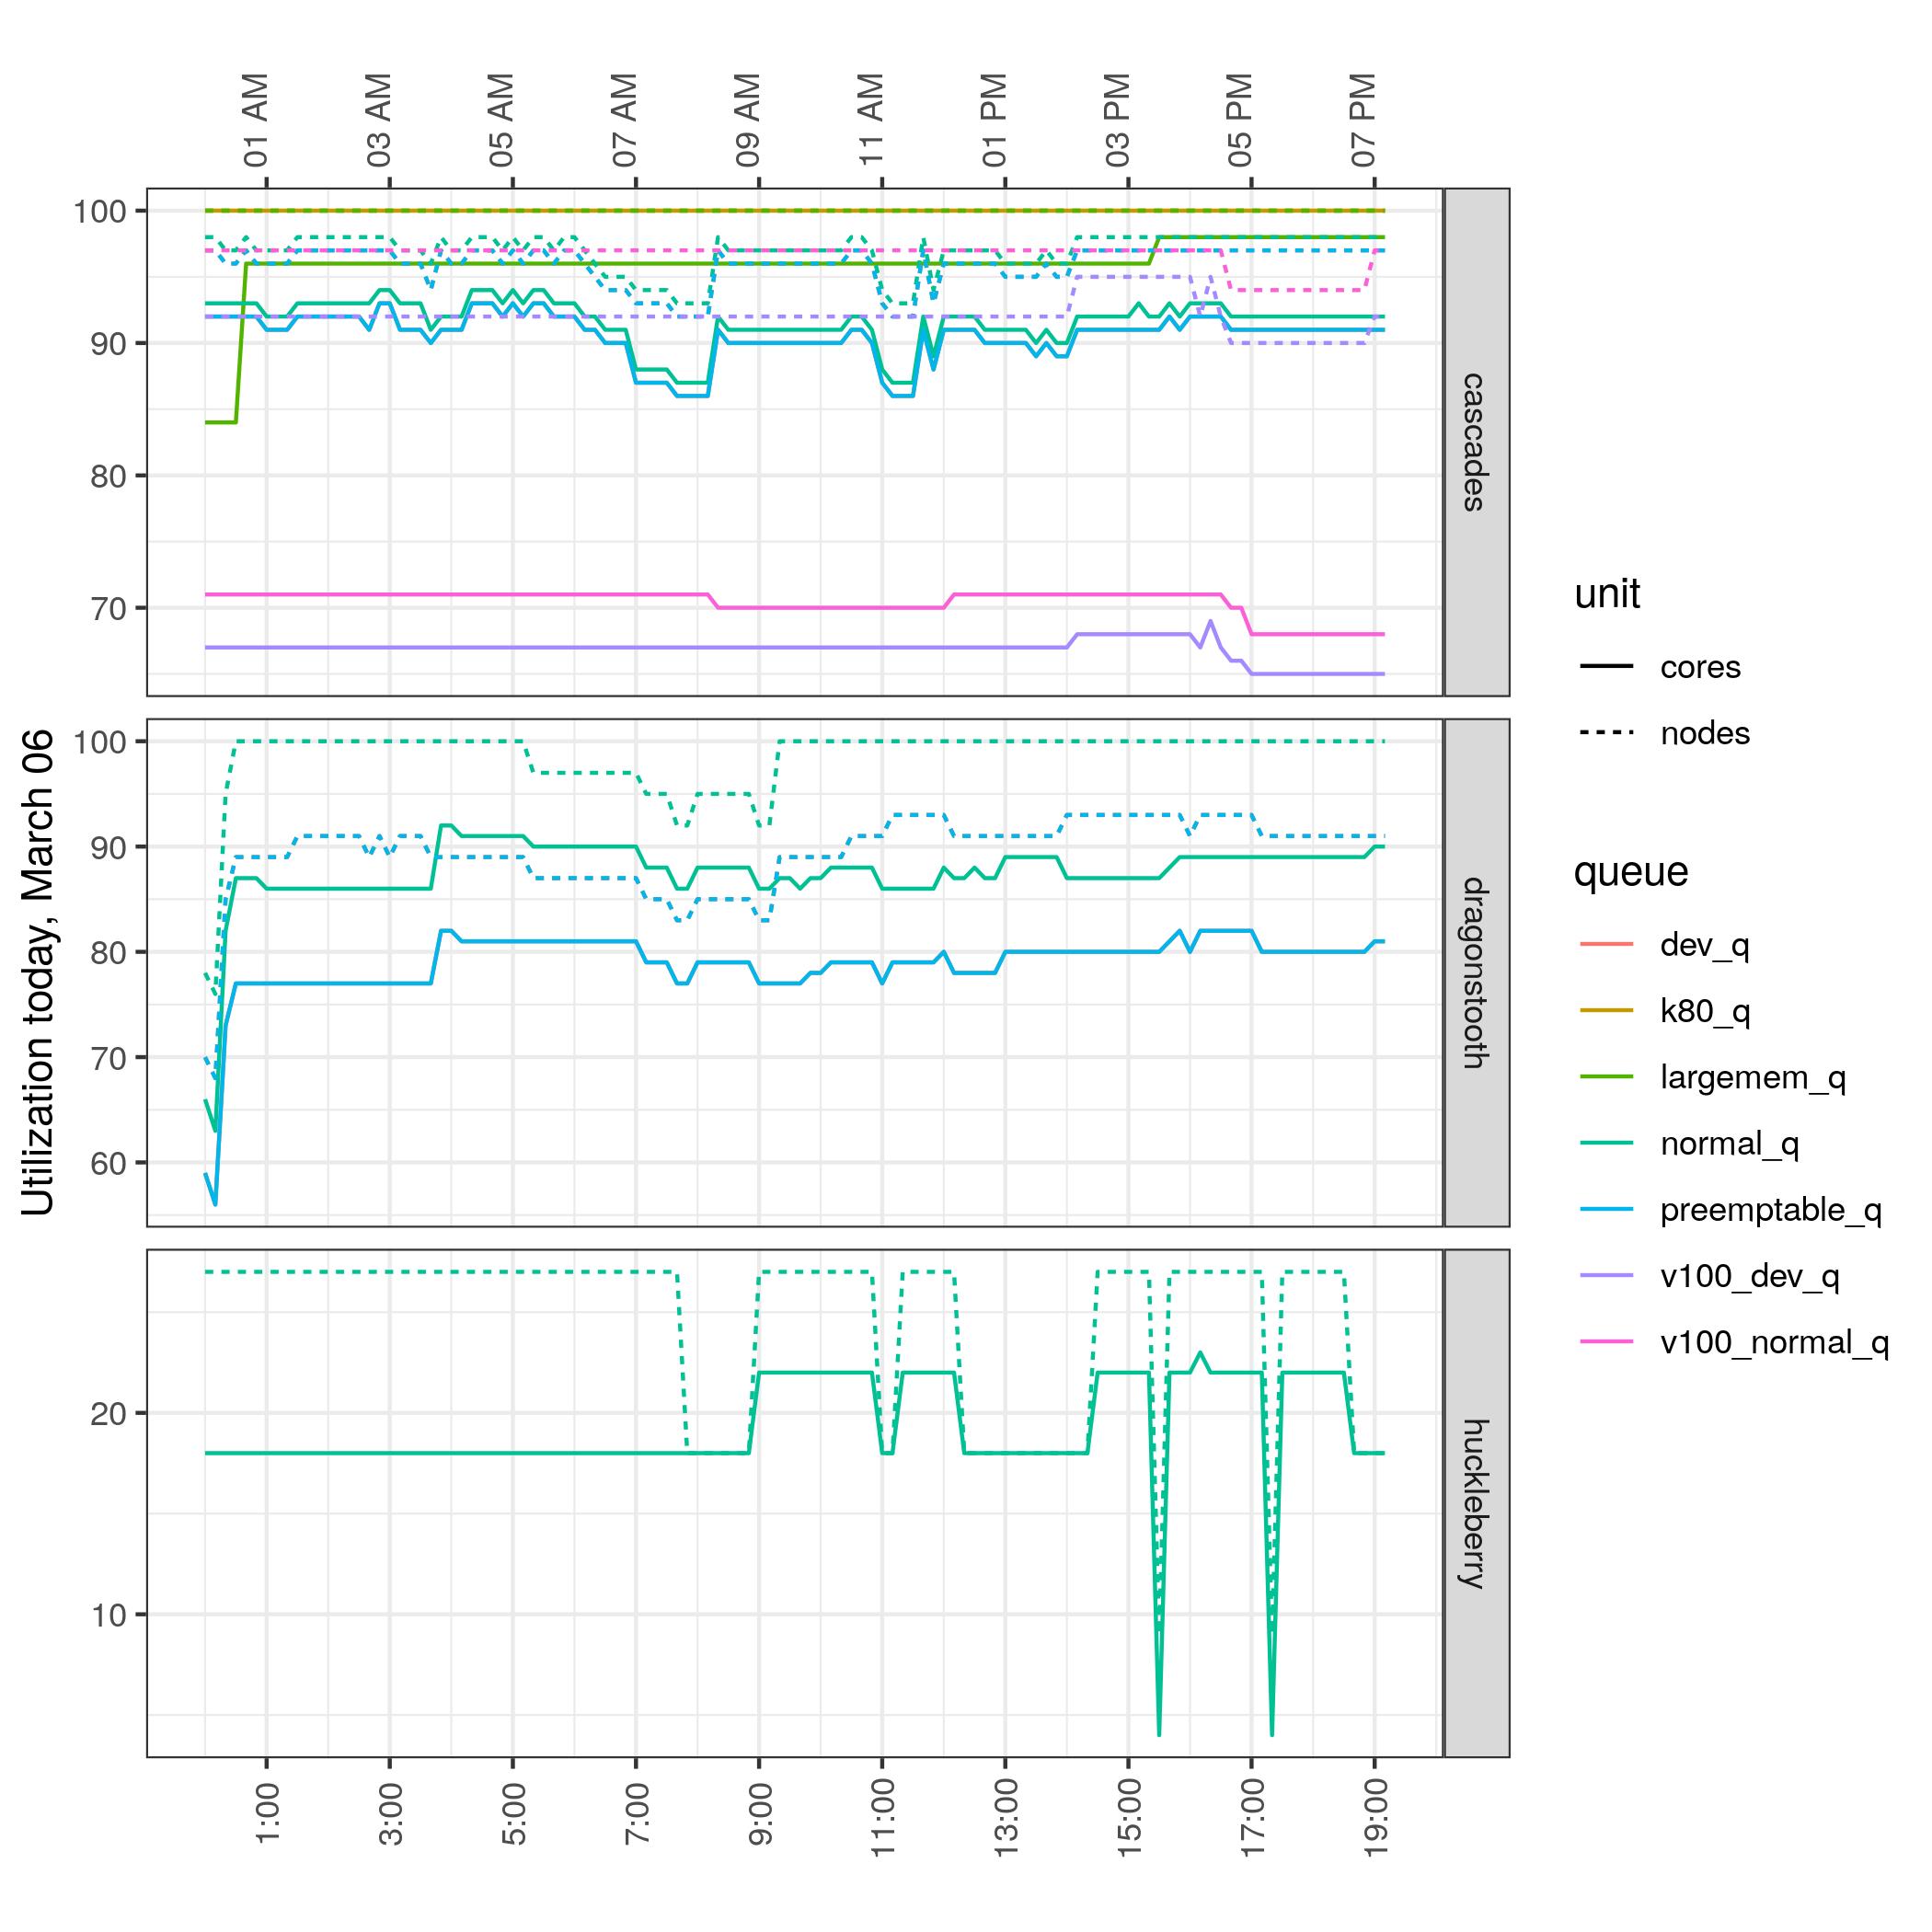 01 AM
03 AM
05 AM
07 AM
09 AM
11 AM
01 PM
03 PM
05 PM
07 PM
Utilization today, March 06
100
90
80
70
cascades
100
90
80
70
60
dragonstooth
20
10
huckleberry
1:00
3:00
5:00
7:00
9:00
11:00
13:00
15:00
17:00
19:00
unit
cores
nodes
queue
dev_q
k80_q
largemem_q
normal_q
preemptable_q
v100_dev_q
v100_normal_q